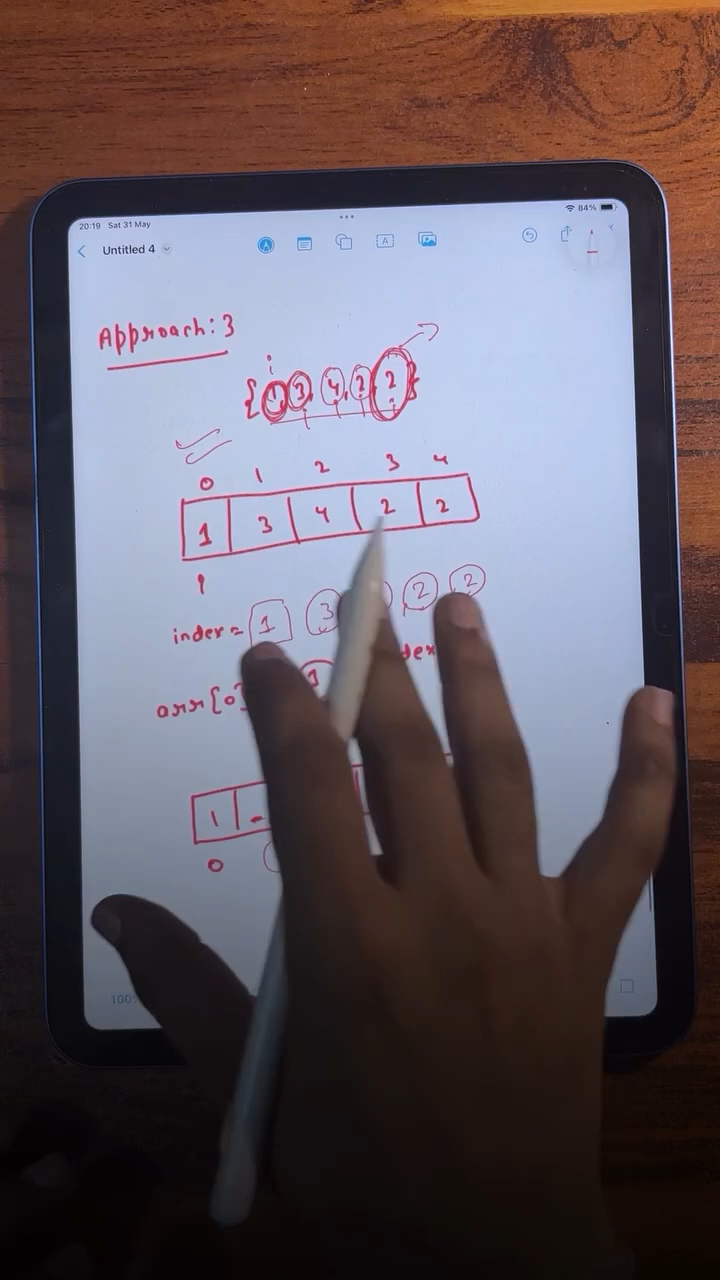 20:19 Sat 31 May
84%
Untitled 4
Approach: 3
i
{1, 3, 4, 2, 2}
0 1 2 3 4
1 3 4 2 2
index = 1 3 2 2
arr[0]
1
0